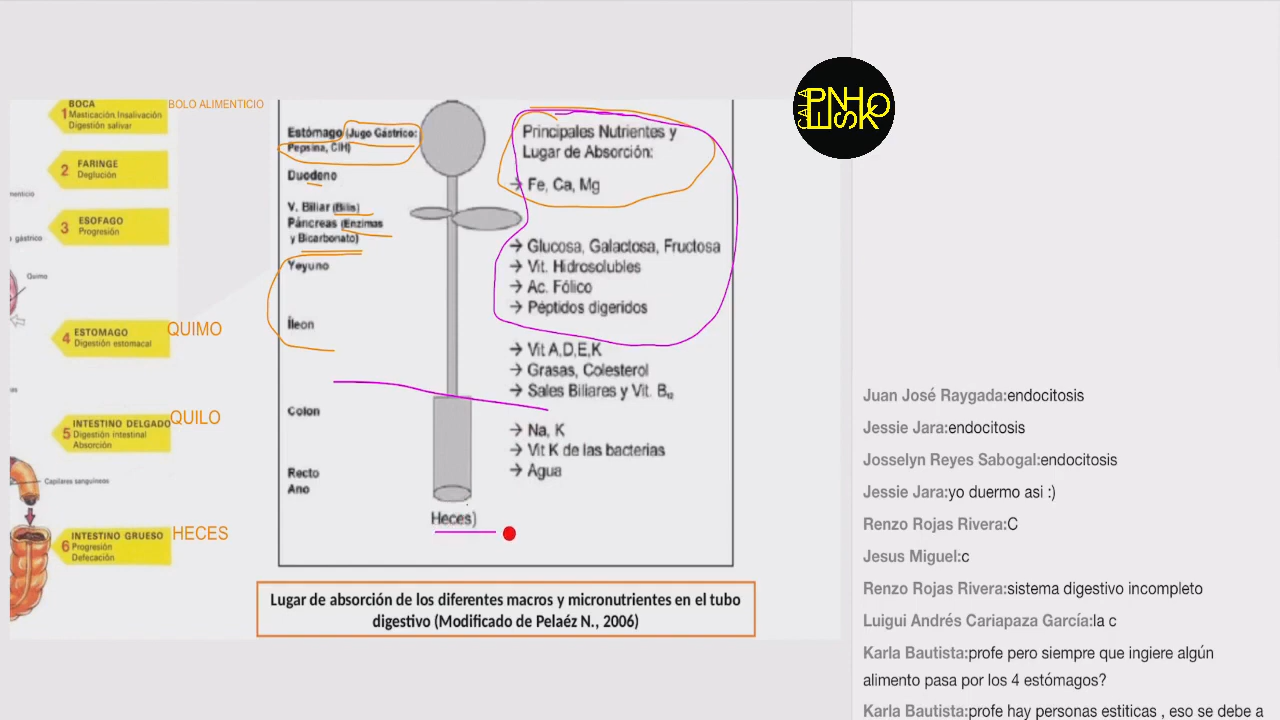 BOCA
1 Masticación Insalivación
Digestión salivar
BOLO ALIMENTICIO
2 FARINGE
Deglución
3 ESOFAGO
Progresión
gástrico
Quimo
4 ESTOMAGO
Digestión estomacal
QUIMO
5 INTESTINO DELGADO
Digestión intestinal
Absorción
QUILO
Capilares sanguíneos
6 INTESTINO GRUESO
Progresión
Defecación
HECES
Estómago (Jugo Gástrico:
Pepsina, ClH)
Duodeno
V. Biliar (Bilis)
Páncreas (Enzimas
y Bicarbonato)
Yeyuno
Íleon
Colon
Recto
Ano
Heces)
Principales Nutrientes y
Lugar de Absorción:
→ Fe, Ca, Mg
→ Glucosa, Galactosa, Fructosa
→ Vit. Hidrosolubles
→ Ac. Fólico
→ Péptidos digeridos
→ Vit A,D,E,K
→ Grasas, Colesterol
→ Sales Biliares y Vit. B₁₂
→ Na, K
→ Vit K de las bacterias
→ Agua
Lugar de absorción de los diferentes macros y micronutrientes en el tubo
digestivo (Modificado de Pelaéz N., 2006)
Juan José Raygada:endocitosis
Jessie Jara:endocitosis
Josselyn Reyes Sabogal:endocitosis
Jessie Jara:yo duermo asi :)
Renzo Rojas Rivera:C
Jesus Miguel:c
Renzo Rojas Rivera:sistema digestivo incompleto
Luigui Andrés Cariapaza García:la c
Karla Bautista:profe pero siempre que ingiere algún
alimento pasa por los 4 estómagos?
Karla Bautista:profe hay personas estiticas , eso se debe a